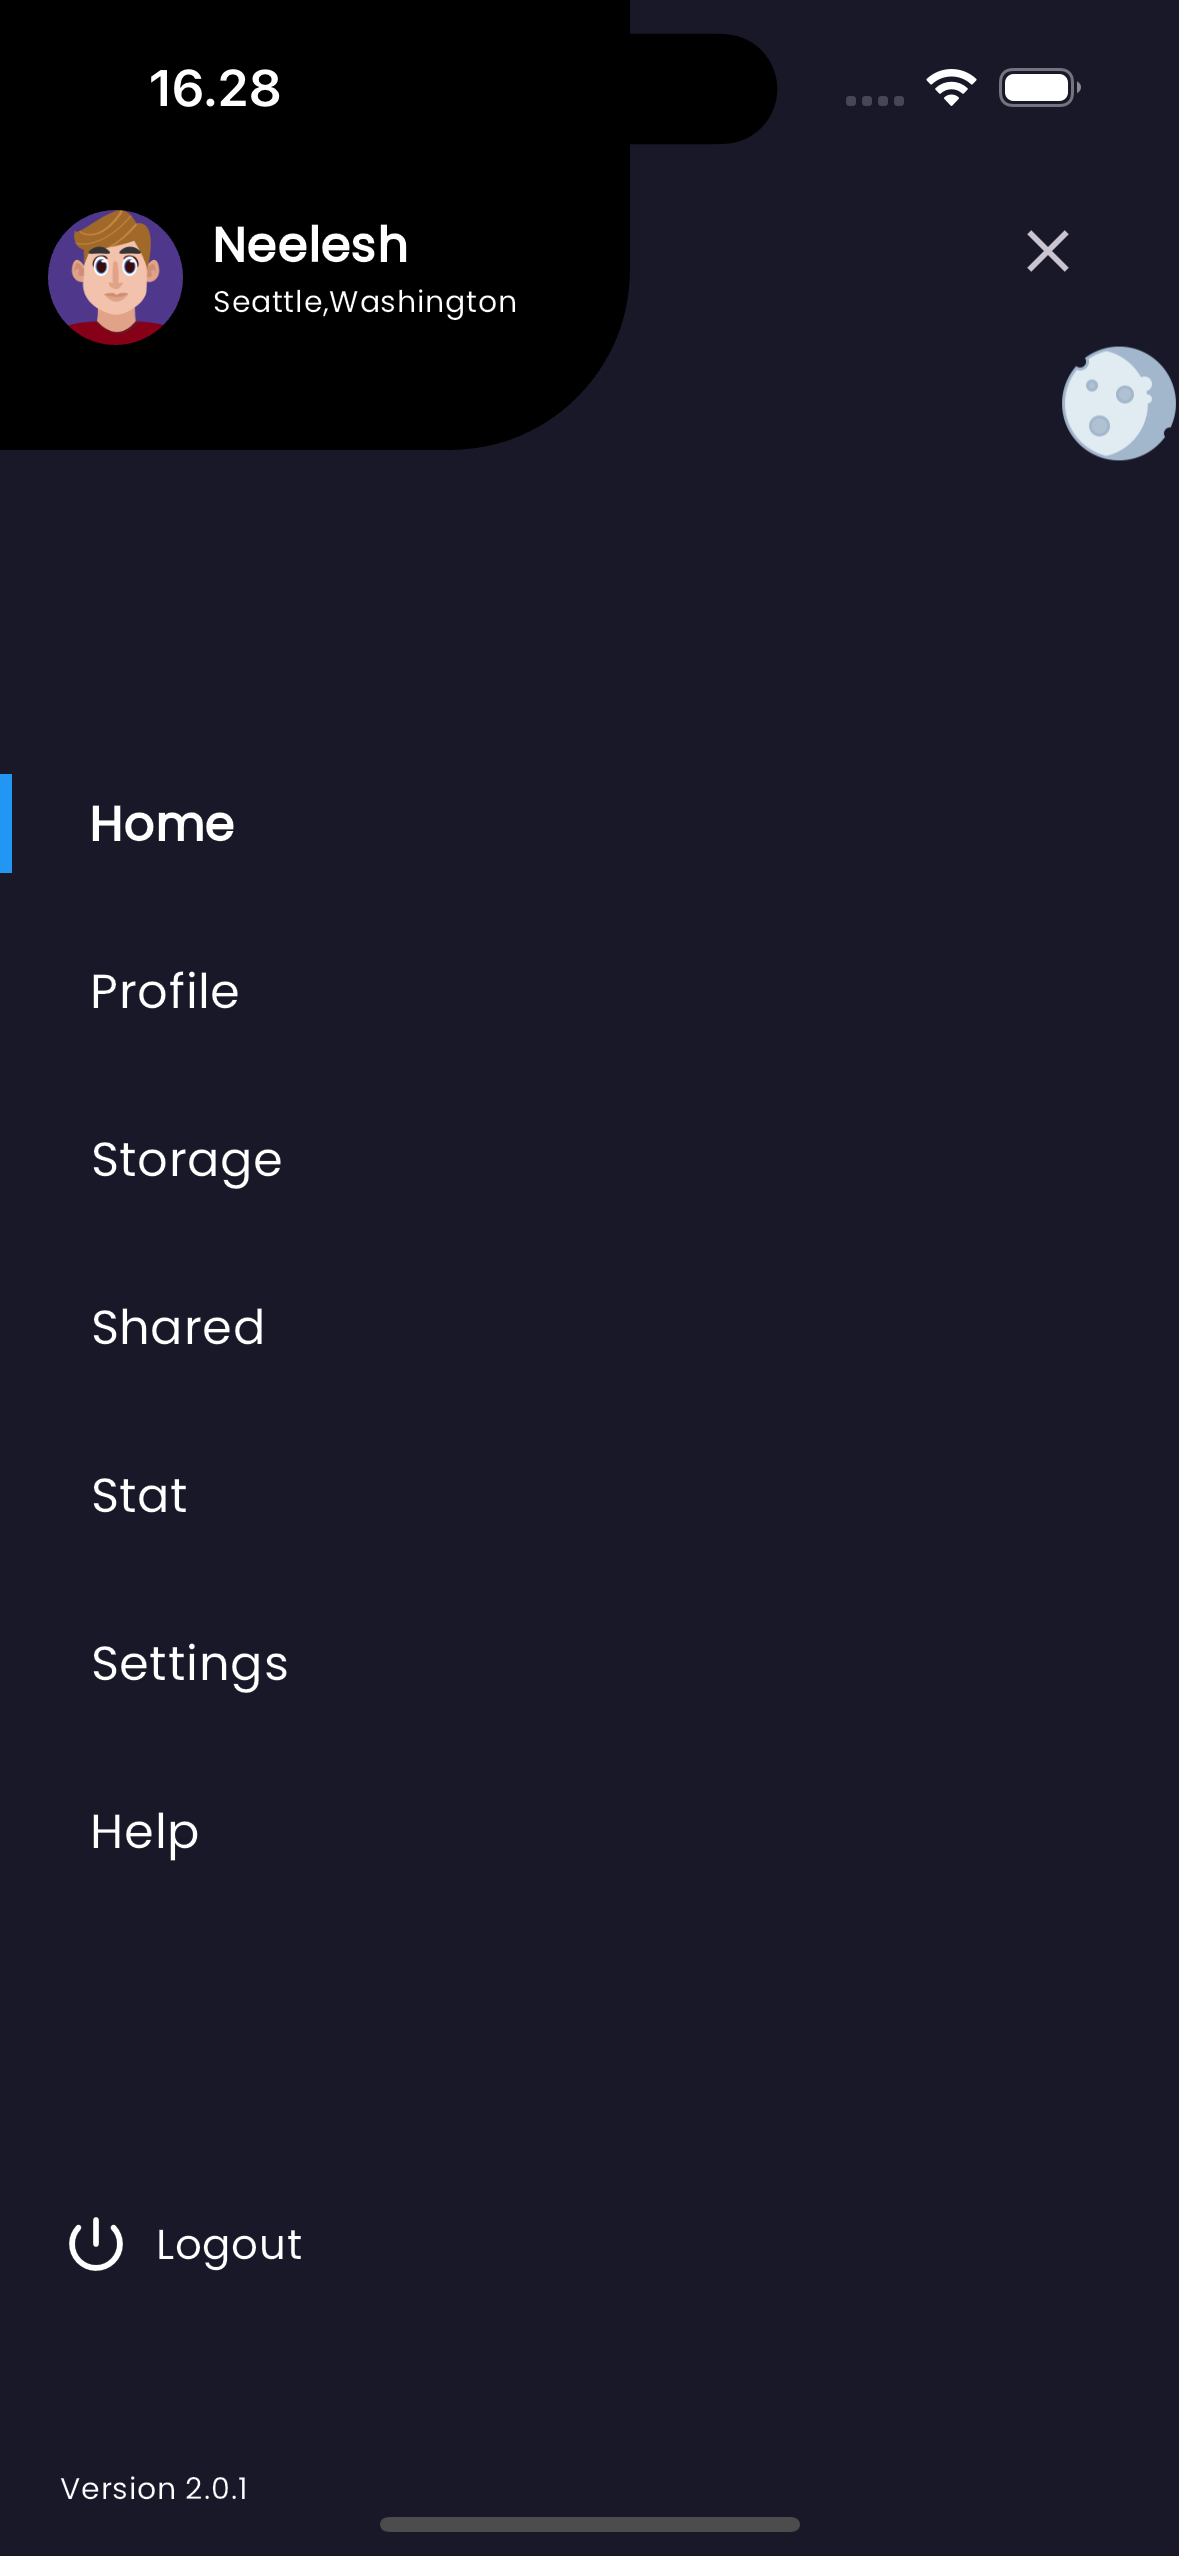 16.28
Neelesh
Seattle,Washington
Home
Profile
Storage
Shared
Stat
Settings
Help
Logout
Version 2.0.1